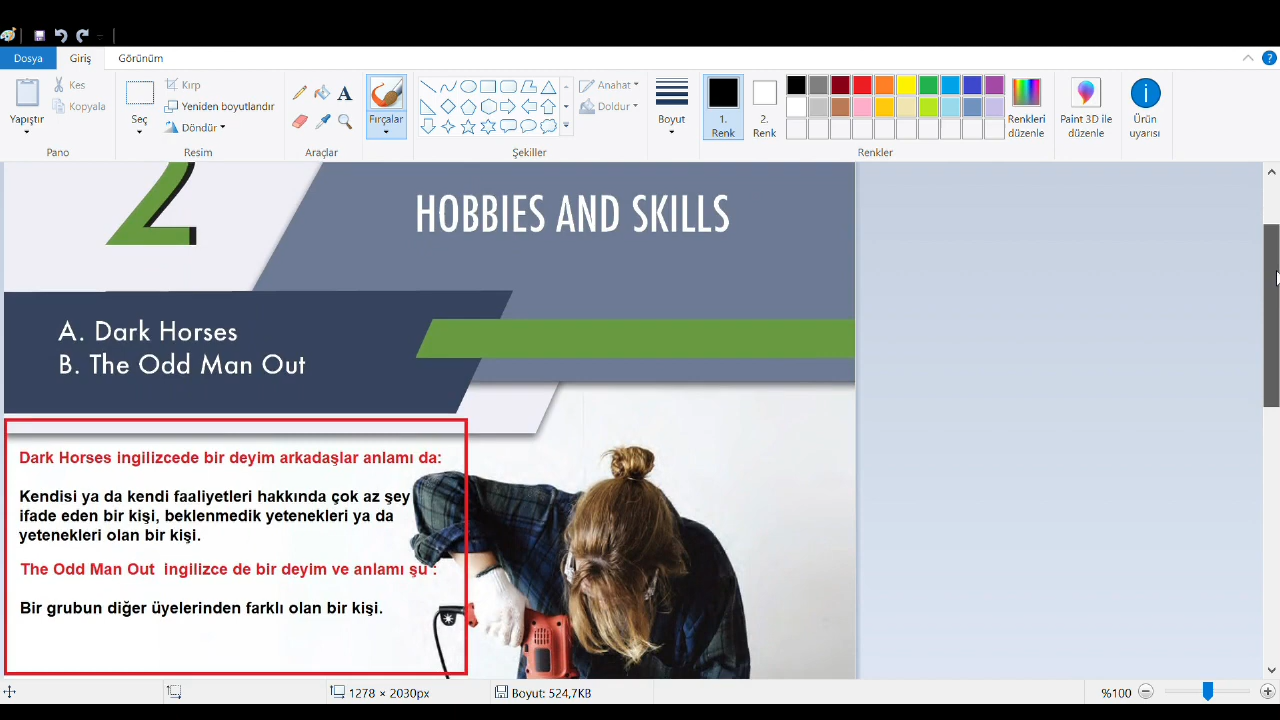 Dosya
Giriş
Görünüm
Yapıştır
Kes
Kopyala
Pano
Seç
Kırp
Yeniden boyutlandır
Döndür
Resim
A
Araçlar
Fırçalar
Şekiller
Anahat
Doldur
Boyut
1.
Renk
2.
Renk
Renkleri
düzenle
Renkler
Paint 3D ile
düzenle
Ürün
uyarısı
2
HOBBIES AND SKILLS
A. Dark Horses
B. The Odd Man Out
Dark Horses ingilizcede bir deyim arkadaşlar anlamı da:
Kendisi ya da kendi faaliyetleri hakkında çok az şey
ifade eden bir kişi, beklenmedik yetenekleri ya da
yetenekleri olan bir kişi.
The Odd Man Out ingilizce de bir deyim ve anlamı şu :
Bir grubun diğer üyelerinden farklı olan bir kişi.
1278 × 2030px
Boyut: 524,7KB
%100